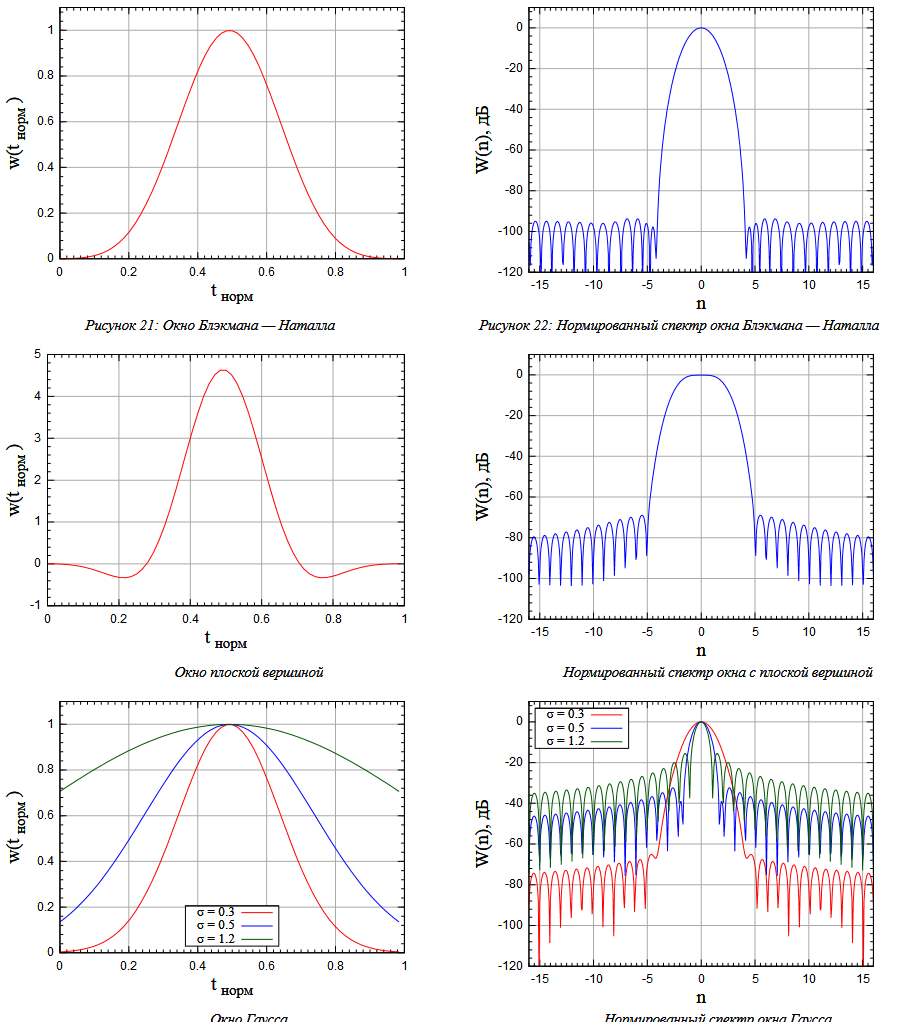 w(t норм )
1
0.8
0.6
0.4
0.2
0
0 0.2 0.4 0.6 0.8 1
t норм
Рисунок 21: Окно Блэкмана — Наталла
W(n), дБ
0
-20
-40
-60
-80
-100
-120
-15 -10 -5 0 5 10 15
n
Рисунок 22: Нормированный спектр окна Блэкмана — Наталла
w(t норм )
5
4
3
2
1
0
-1
0 0.2 0.4 0.6 0.8 1
t норм
Окно плоской вершиной
W(n), дБ
0
-20
-40
-60
-80
-100
-120
-15 -10 -5 0 5 10 15
n
Нормированный спектр окна с плоской вершиной
w(t норм )
1
0.8
0.6
0.4
0.2
0
σ = 0.3
σ = 0.5
σ = 1.2
0 0.2 0.4 0.6 0.8 1
t норм
Окно Гаусса
W(n), дБ
σ = 0.3
σ = 0.5
σ = 1.2
0
-20
-40
-60
-80
-100
-120
-15 -10 -5 0 5 10 15
n
Нормированный спектр окна Гаусса